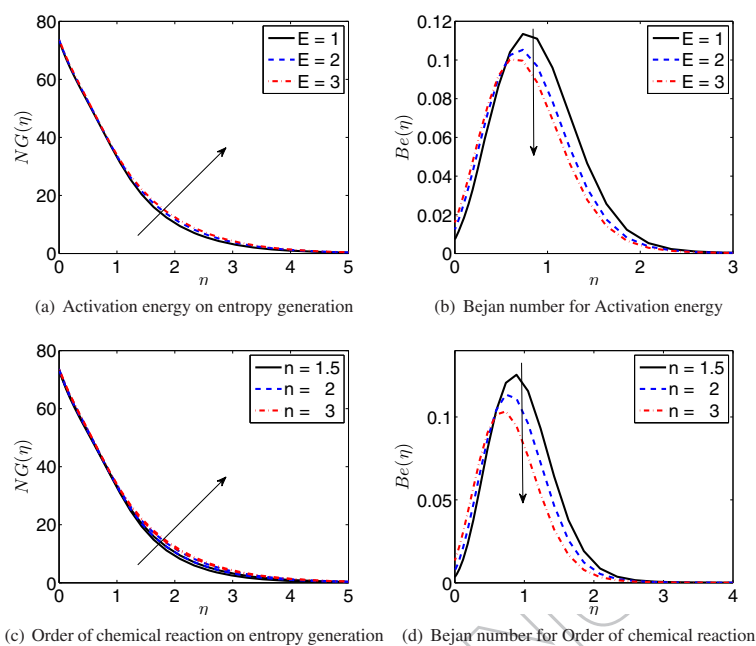 80
60
40
20
0
0 1 2 3 4 5
η
NG(η)
E = 1
E = 2
E = 3
(a) Activation energy on entropy generation
0.12
0.1
0.08
0.06
0.04
0.02
0
0 1 2 3
η
Be(η)
E = 1
E = 2
E = 3
(b) Bejan number for Activation energy
80
60
40
20
0
0 1 2 3 4 5
η
NG(η)
n = 1.5
n = 2
n = 3
(c) Order of chemical reaction on entropy generation
0.1
0.05
0
0 1 2 3 4
η
Be(η)
n = 1.5
n = 2
n = 3
(d) Bejan number for Order of chemical reaction